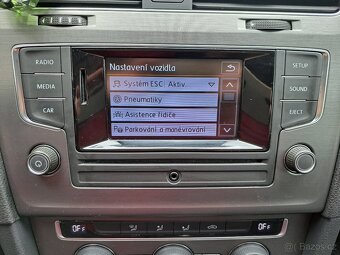 Nastavení vozidla
RADIO
SETUP
Systém ESC: Aktiv.
Pneumatiky
MEDIA
SOUND
Asistence řidiče
CAR
EJECT
Parkování a manévrování
OFF
OFF